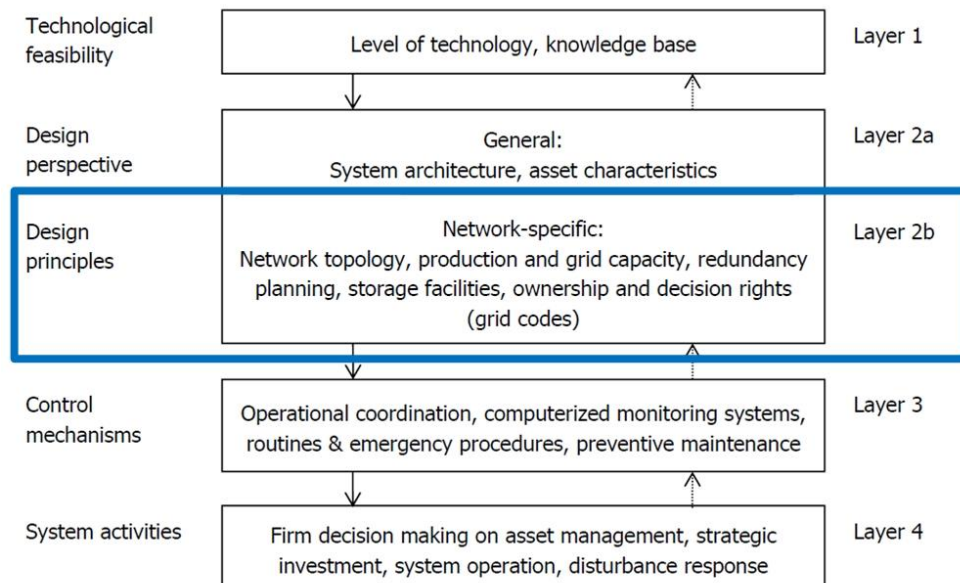 Technological
feasibility
Level of technology, knowledge base
Layer 1
Design
perspective
General:
System architecture, asset characteristics
Layer 2a
Design
principles
Network-specific:
Network topology, production and grid capacity, redundancy
planning, storage facilities, ownership and decision rights
(grid codes)
Layer 2b
Control
mechanisms
Operational coordination, computerized monitoring systems,
routines & emergency procedures, preventive maintenance
Layer 3
System activities
Firm decision making on asset management, strategic
investment, system operation, disturbance response
Layer 4